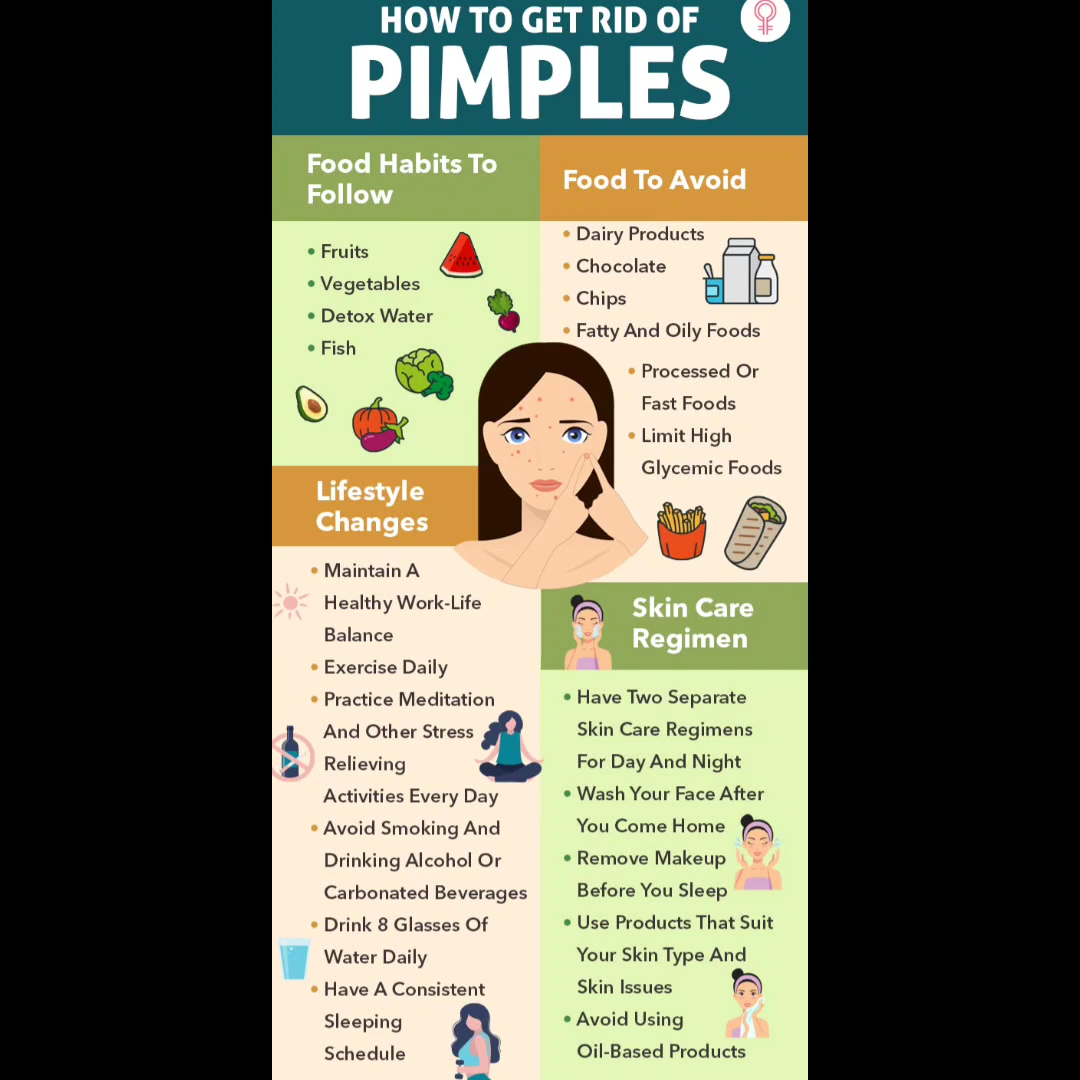 HOW TO GET RID OF
PIMPLES
Food Habits To
Follow
• Fruits
• Vegetables
• Detox Water
• Fish
Food To Avoid
• Dairy Products
• Chocolate
• Chips
• Fatty And Oily Foods
• Processed Or
Fast Foods
• Limit High
Glycemic Foods
Lifestyle
Changes
• Maintain A
Healthy Work-Life
Balance
• Exercise Daily
• Practice Meditation
And Other Stress
Relieving
Activities Every Day
• Avoid Smoking And
Drinking Alcohol Or
Carbonated Beverages
• Drink 8 Glasses Of
Water Daily
• Have A Consistent
Sleeping
Schedule
Skin Care
Regimen
• Have Two Separate
Skin Care Regimens
For Day And Night
• Wash Your Face After
You Come Home
• Remove Makeup
Before You Sleep
• Use Products That Suit
Your Skin Type And
Skin Issues
• Avoid Using
Oil-Based Products